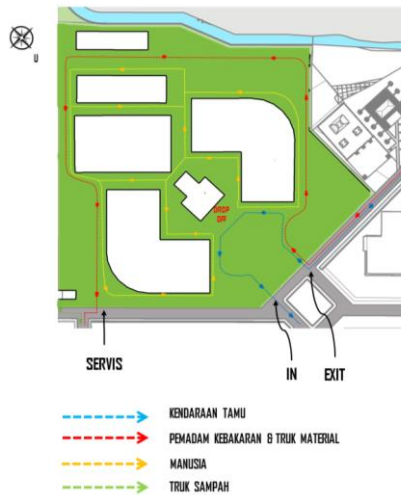 U
DROP
OFF
SERVIS
IN
EXIT
KENDARAAN TAMU
PEMADAM KEBAKARAN & TRUK MATERIAL
MANUSIA
TRUK SAMPAH